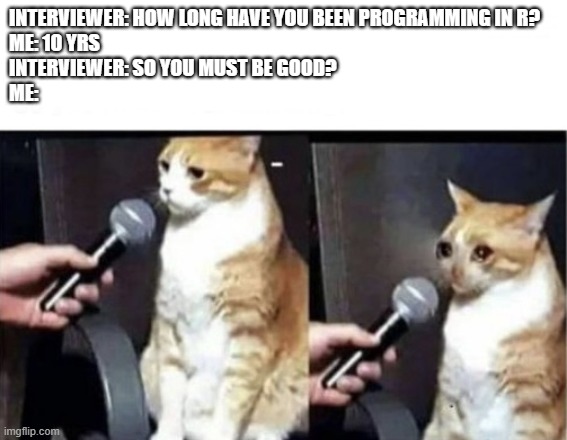 INTERVIEWER: HOW LONG HAVE YOU BEEN PROGRAMMING IN R?
ME: 10 YRS
INTERVIEWER: SO YOU MUST BE GOOD?
ME:
imgflip.com